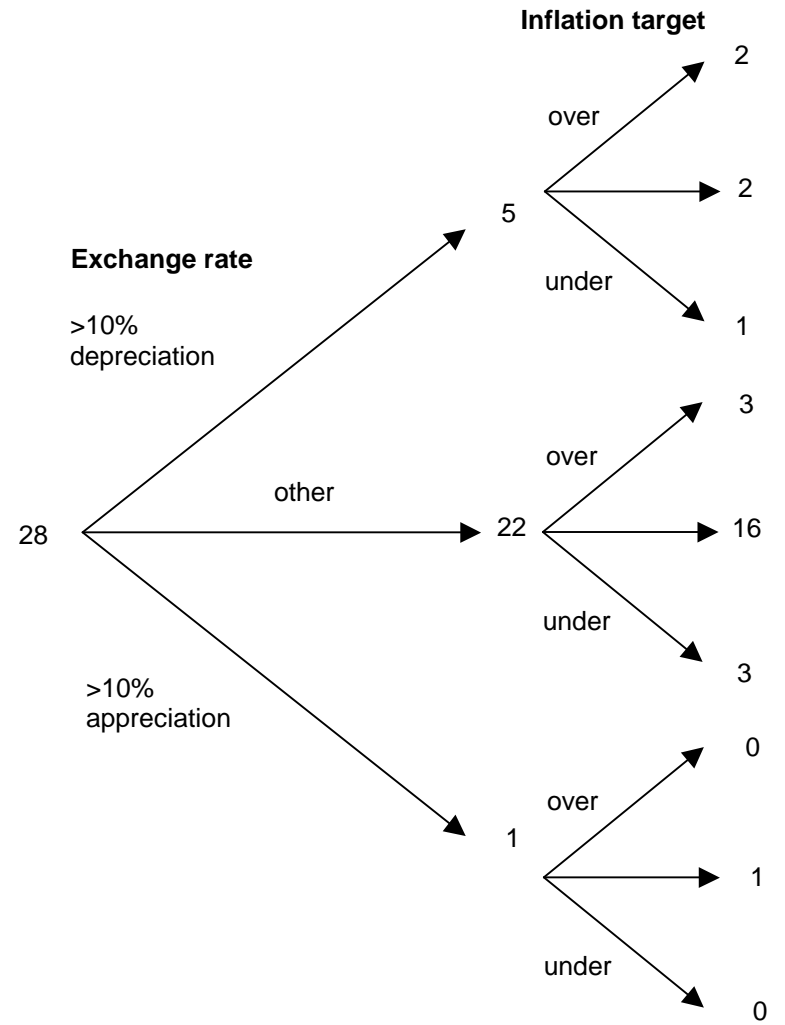 Inflation target
2
over
2
5
under
1
Exchange rate
>10%
depreciation
3
over
other
28
22
16
under
3
>10%
appreciation
0
over
1
1
under
0